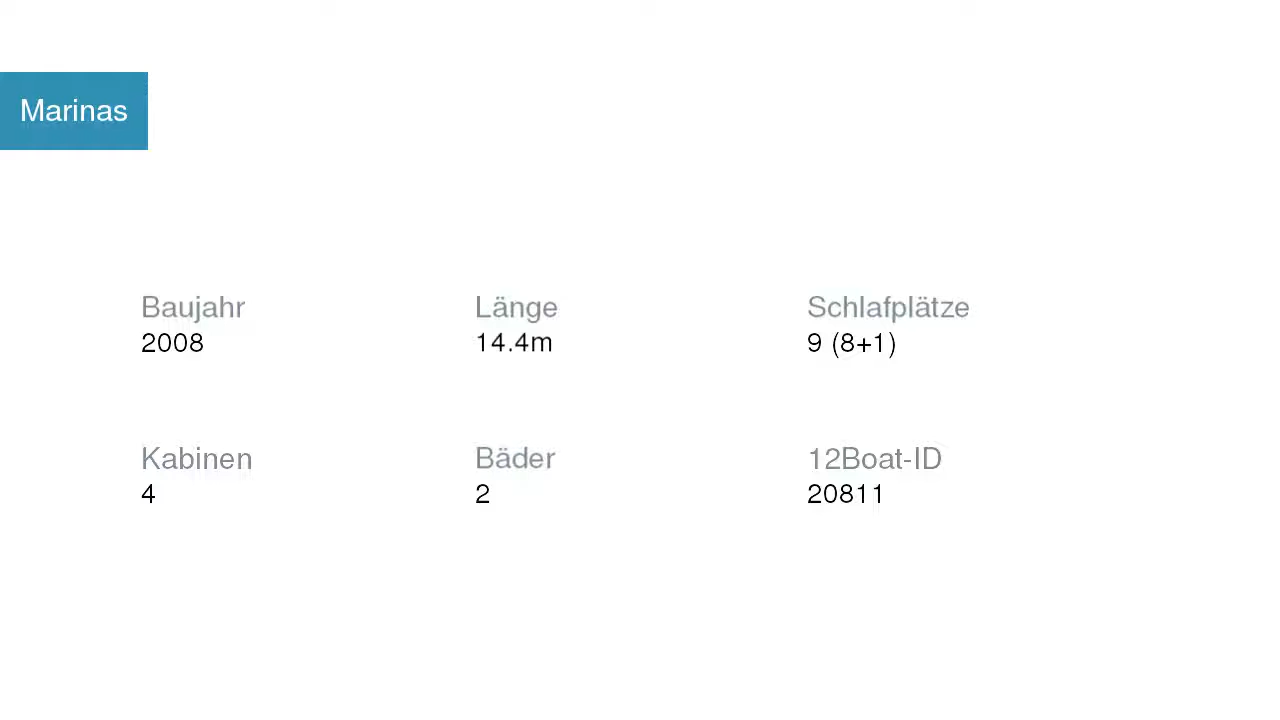 Marinas
Baujahr
2008
Länge
14.4m
Schlafplätze
9 (8+1)
Kabinen
4
Bäder
2
12Boat-ID
20811